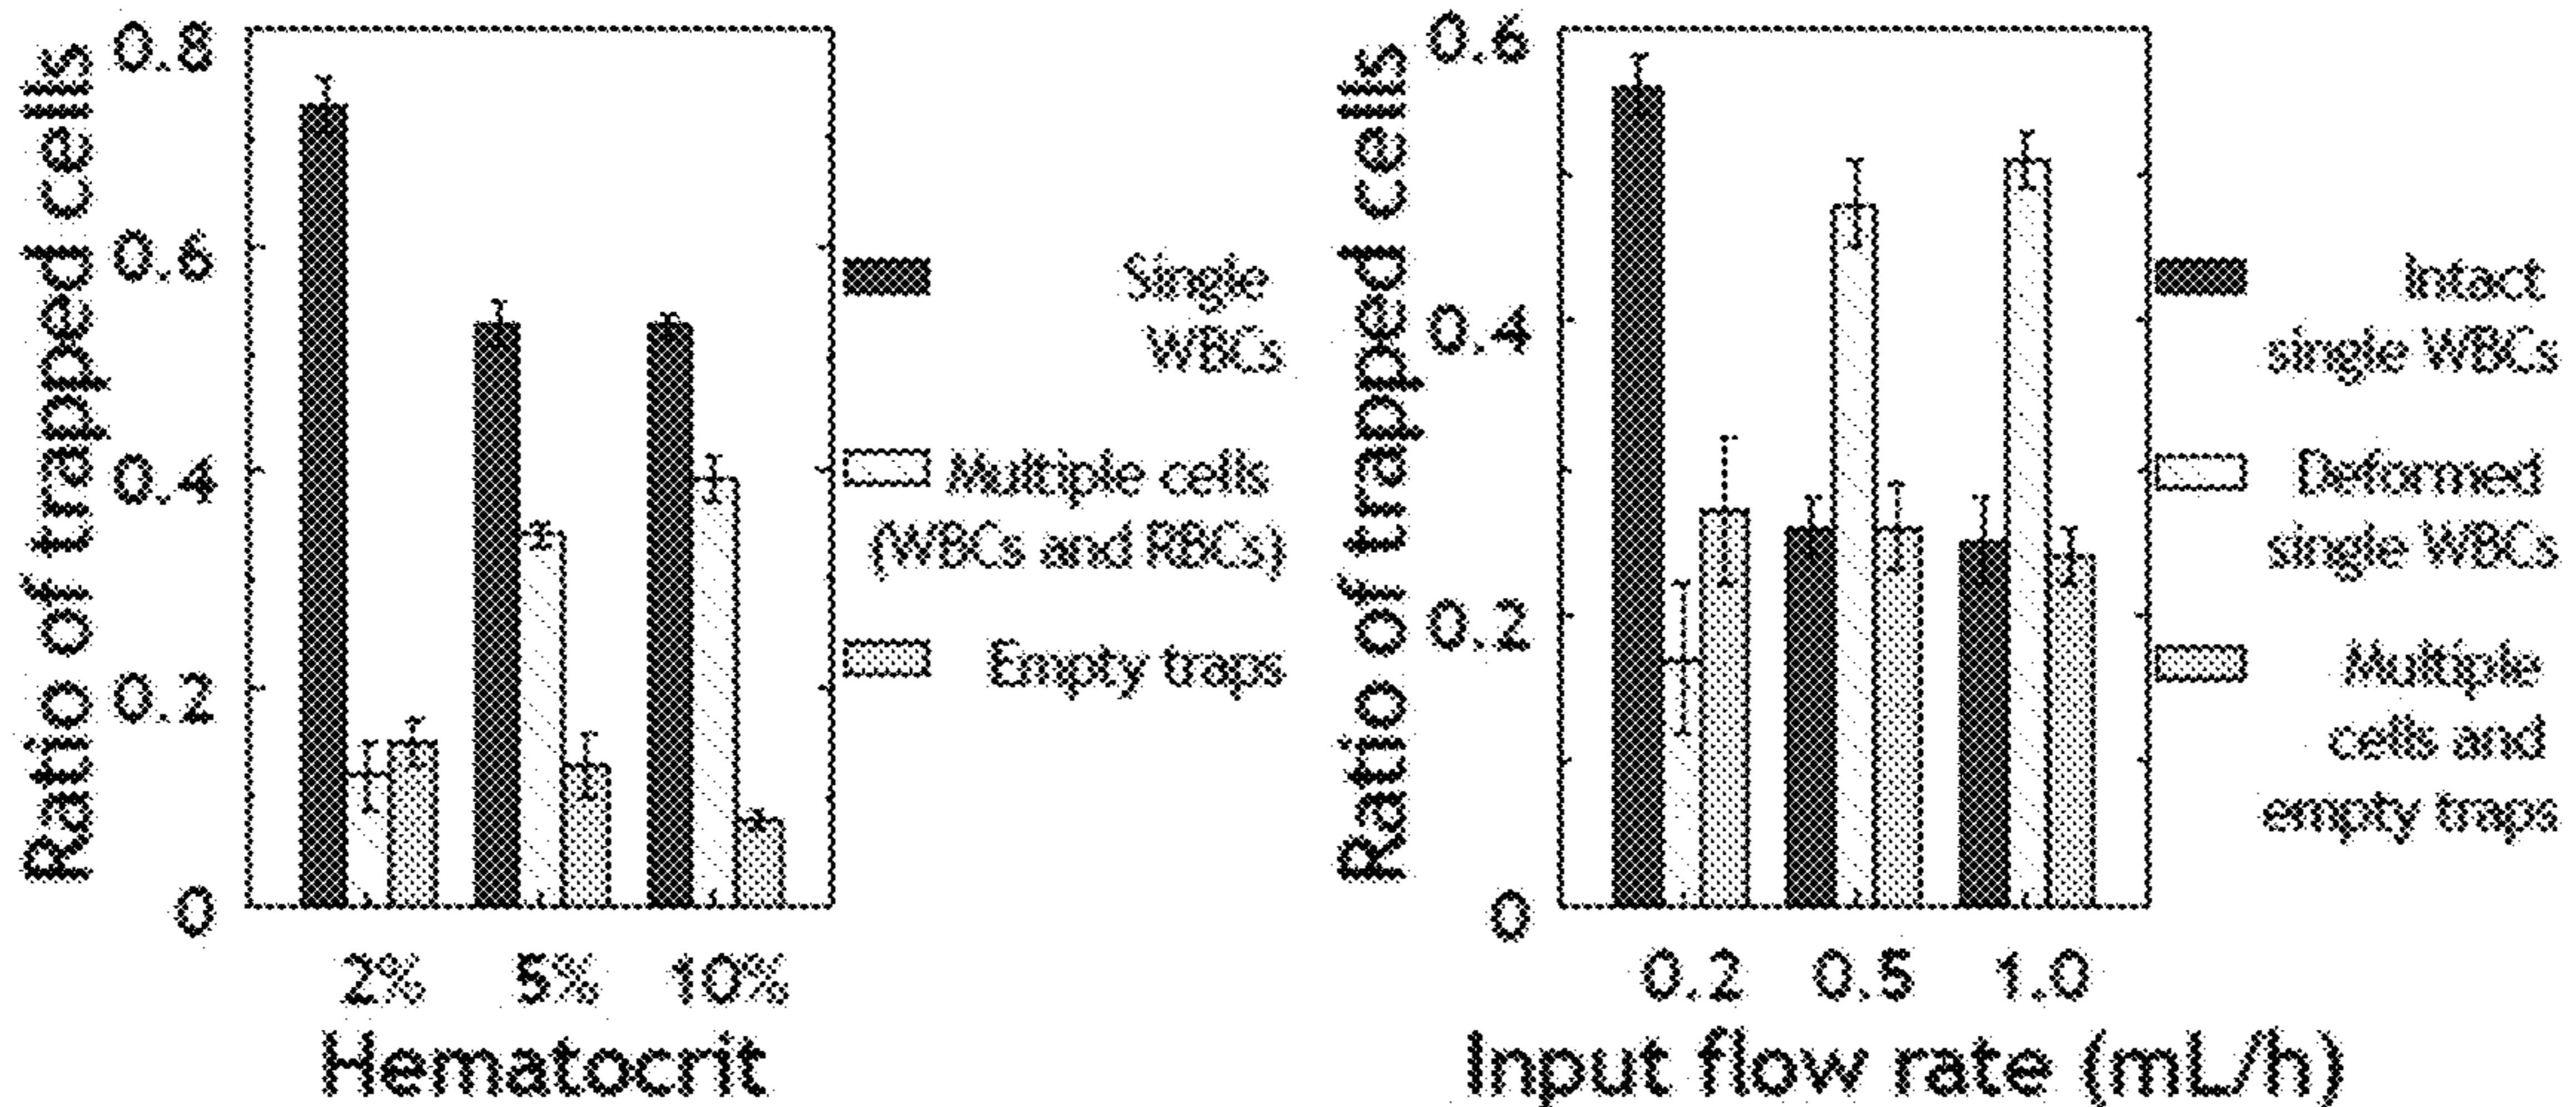 Ratio of trapped cells
0.8
0.6
0.4
0.2
0
2% 5% 10%
Hematocrit
Single
WBCs
Multiple cells
(WBCs and RBCs)
Empty traps
Ratio of trapped cells
0.6
0.4
0.2
0
0.2 0.5 1.0
Input flow rate (mL/h)
Intact
single WBCs
Deformed
single WBCs
Multiple
cells and
empty traps